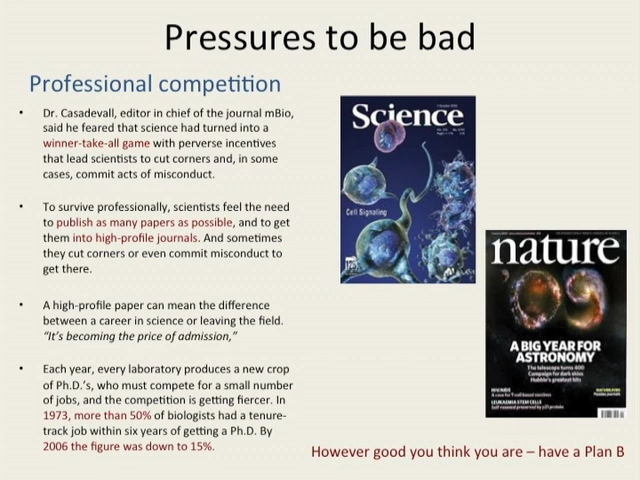 Pressures to be bad
Professional competition
• Dr. Casadevall, editor in chief of the journal mBio,
said he feared that science had turned into a
winner-take-all game with perverse incentives
that lead scientists to cut corners and, in some
cases, commit acts of misconduct.
• To survive professionally, scientists feel the need
to publish as many papers as possible, and to get
them into high-profile journals. And sometimes
they cut corners or even commit misconduct to
get there.
• A high-profile paper can mean the difference
between a career in science or leaving the field.
“It’s becoming the price of admission,”
• Each year, every laboratory produces a new crop
of Ph.D.’s, who must compete for a small number
of jobs, and the competition is getting fiercer. In
1973, more than 50% of biologists had a tenure-
track job within six years of getting a Ph.D. By
2006 the figure was down to 15%.
Science
Cell Signaling
nature
'09
A BIG YEAR FOR
ASTRONOMY
The telescope turns 400
Campaign for dark skies
Hubble's greatest hits
LEUKAEMIA STEM CELLS
However good you think you are – have a Plan B